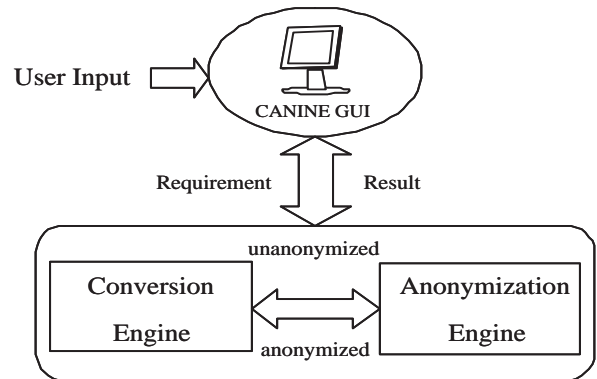 User Input
CANINE GUI
Requirement
Result
unanonymized
Conversion
Engine
Anonymization
Engine
anonymized